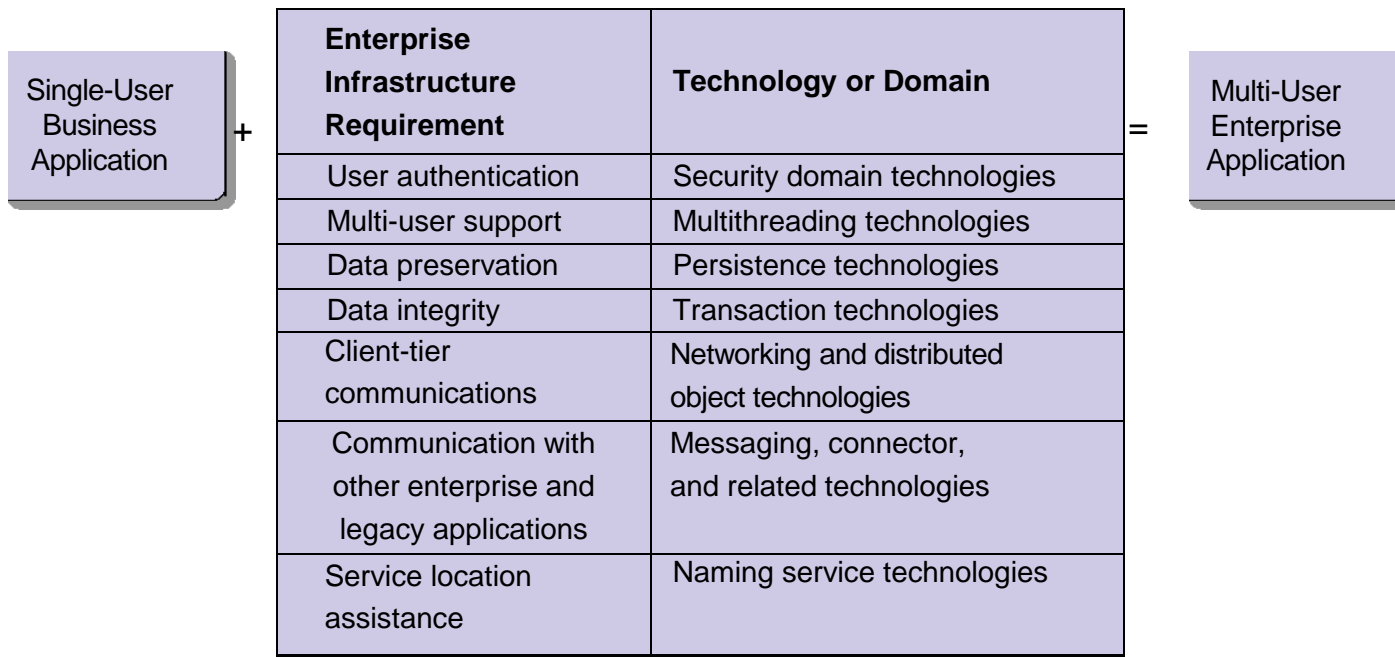 Single-User
Business
Application
+
Enterprise
Infrastructure
Requirement
Technology or Domain
User authentication
Security domain technologies
Multi-user support
Multithreading technologies
Data preservation
Persistence technologies
Data integrity
Transaction technologies
Client-tier
communications
Networking and distributed
object technologies
Communication with
other enterprise and
legacy applications
Messaging, connector,
and related technologies
Service location
assistance
Naming service technologies
=
Multi-User
Enterprise
Application